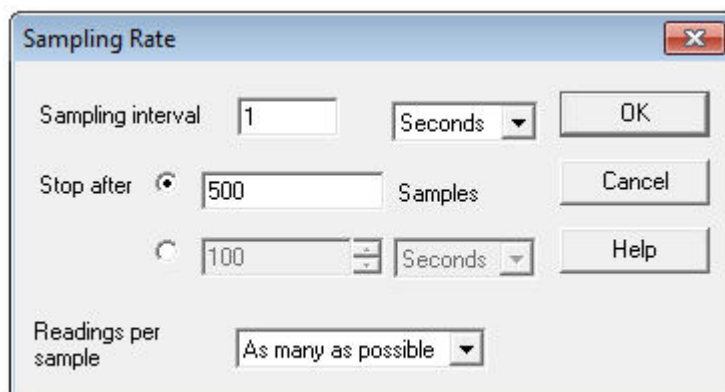 Sampling Rate
Sampling interval 1 Seconds OK
Stop after 500 Samples Cancel
100 Seconds Help
Readings per
sample As many as possible